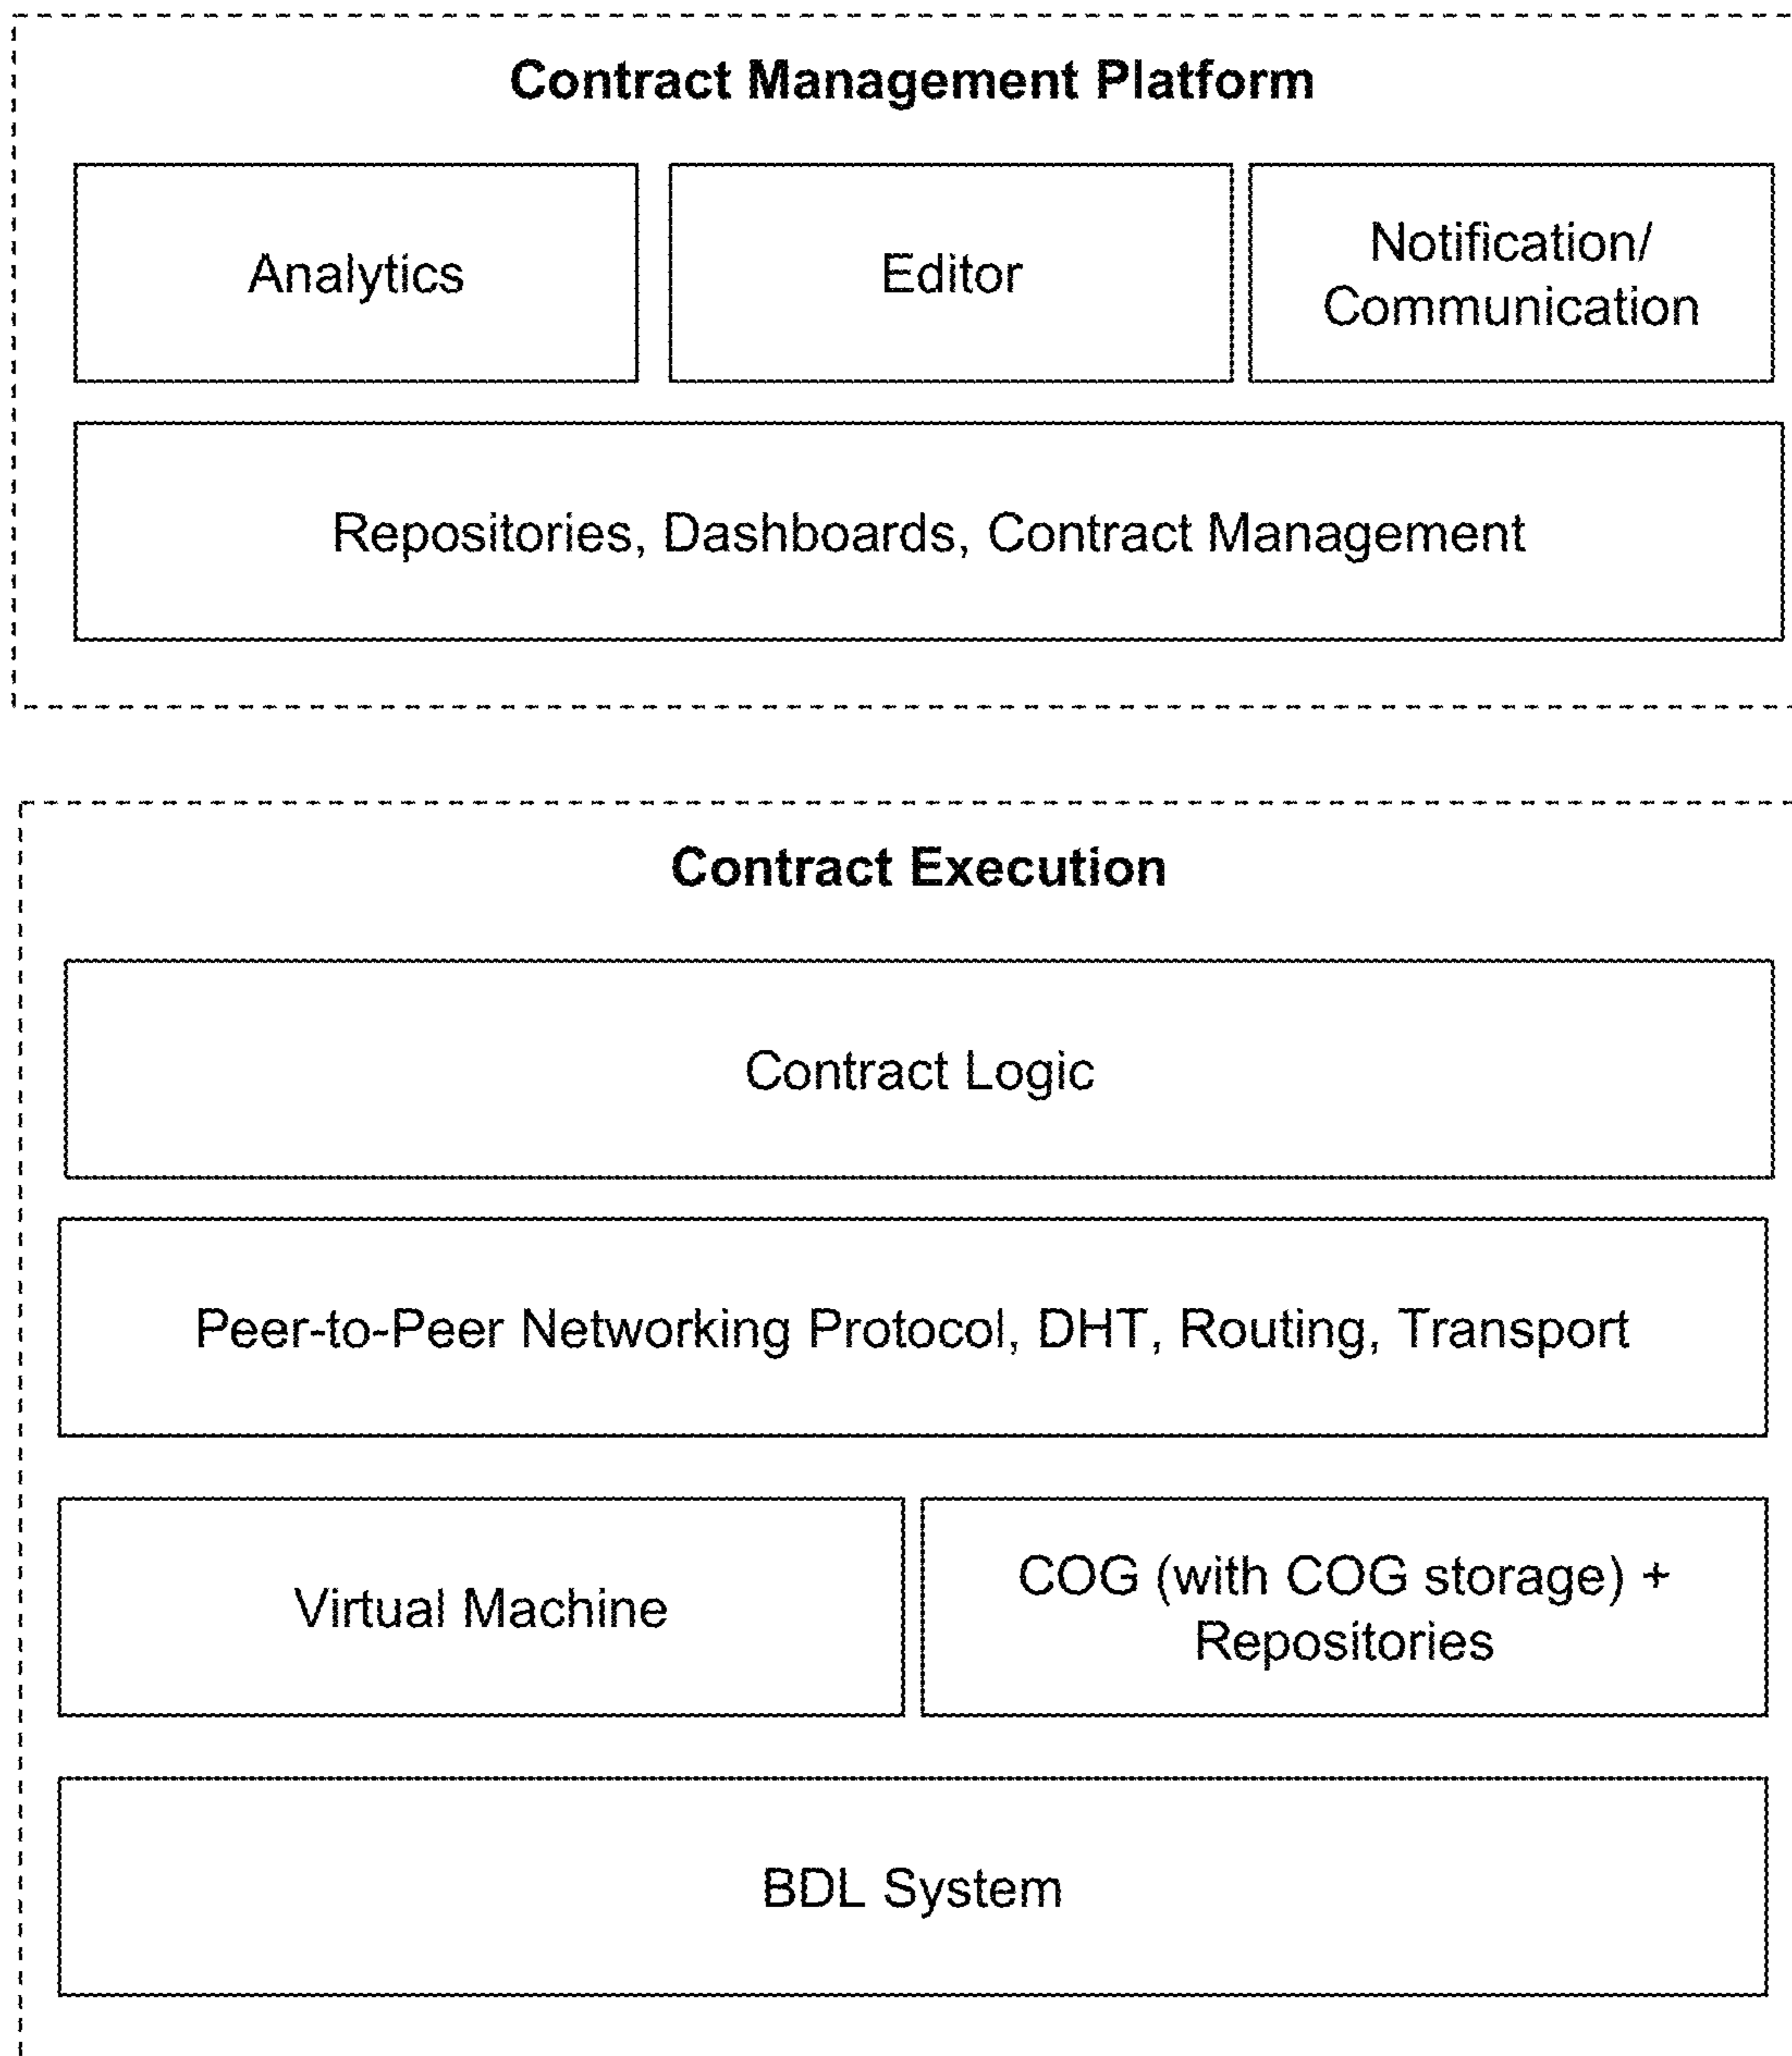 Contract Management Platform
Analytics
Editor
Notification/
Communication
Repositories, Dashboards, Contract Management
Contract Execution
Contract Logic
Peer-to-Peer Networking Protocol, DHT, Routing, Transport
Virtual Machine
COG (with COG storage) +
Repositories
BDL System